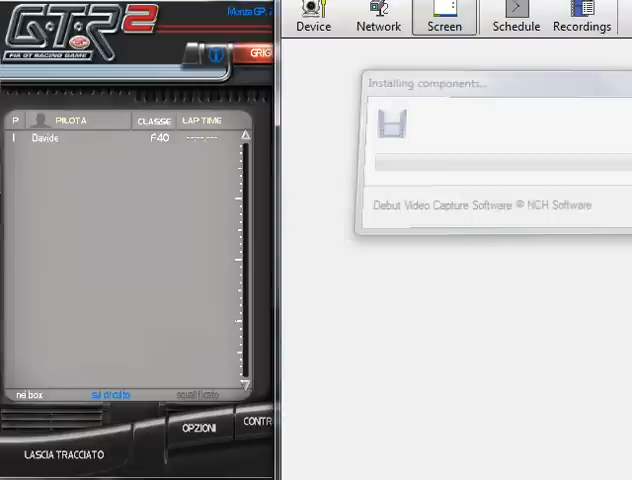 GTR2
FIA GT RACING GAME
Monza GP,
GRIG
P PILOTA CLASSE LAP TIME
1 Davide F40 --:--.---
nei box sul circuito squalificato
OPZIONI
CONTR
LASCIA TRACCIATO
Device Network Screen Schedule Recordings
Installing components...
Debut Video Capture Software © NCH Software